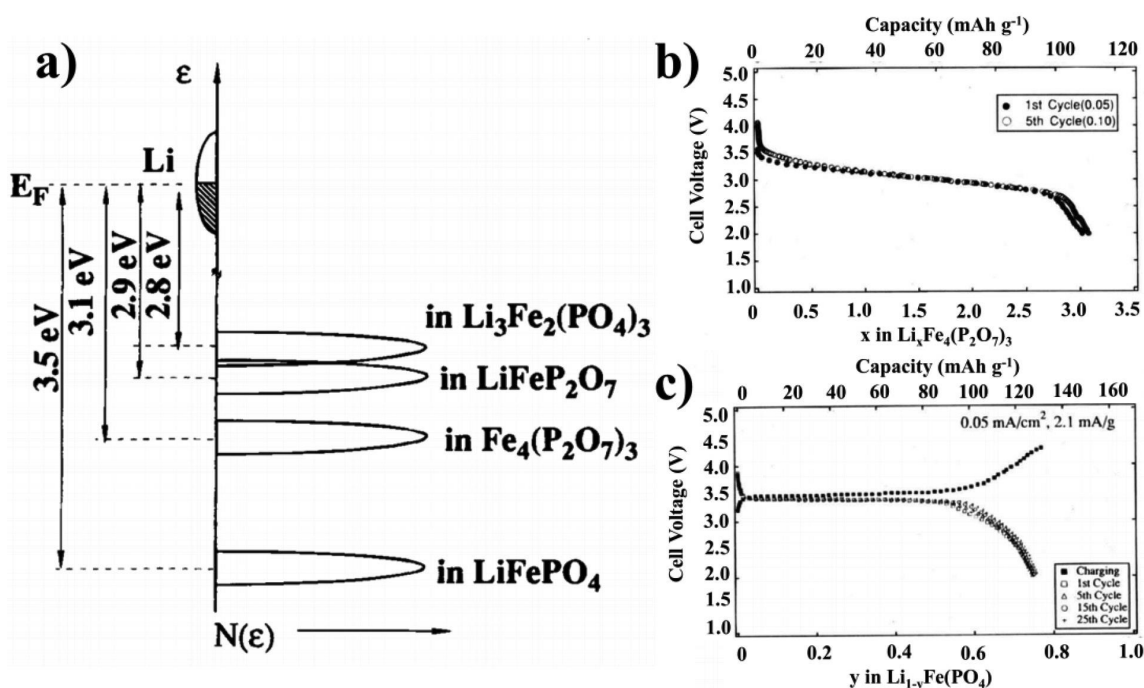 a)
ε
Li
E_F
3.5 eV
3.1 eV
2.9 eV
2.8 eV
in Li₃Fe₂(PO₄)₃
in LiFeP₂O₇
in Fe₄(P₂O₇)₃
in LiFePO₄
N(ε)
b)
Capacity (mAh g⁻¹)
0 20 40 60 80 100 120
5.0
4.5
4.0
3.5
3.0
2.5
2.0
1.0
Cell Voltage (V)
1st Cycle(0.05)
5th Cycle(0.10)
0 0.5 1.0 1.5 2.0 2.5 3.0 3.5
x in LiₓFe₄(P₂O₇)₃
c)
Capacity (mAh g⁻¹)
0 20 40 60 80 100 120 140 160
5.0
4.5
4.0
3.5
3.0
2.5
2.0
1.5
1.0
Cell Voltage (V)
0.05 mA/cm², 2.1 mA/g
Charging
1st Cycle
5th Cycle
15th Cycle
25th Cycle
0 0.2 0.4 0.6 0.8 1.0
y in Li₁₋yFe(PO₄)